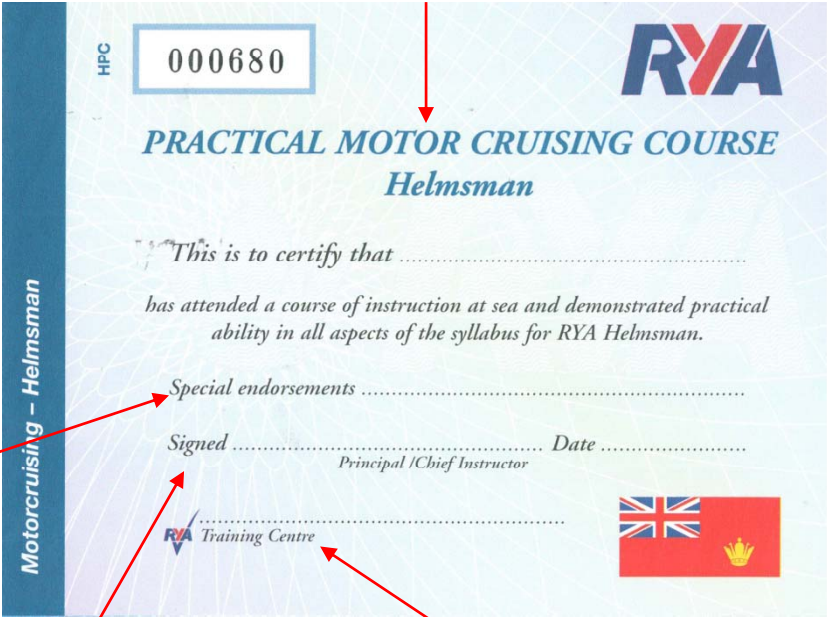 HPC
000680
RYA
PRACTICAL MOTOR CRUISING COURSE
Helmsman
This is to certify that ................................................
has attended a course of instruction at sea and demonstrated practical
ability in all aspects of the syllabus for RYA Helmsman.
Special endorsements ................................................
Signed ................................................ Date ........................
Principal /Chief Instructor
RYA Training Centre
Motorcruising – Helmsman